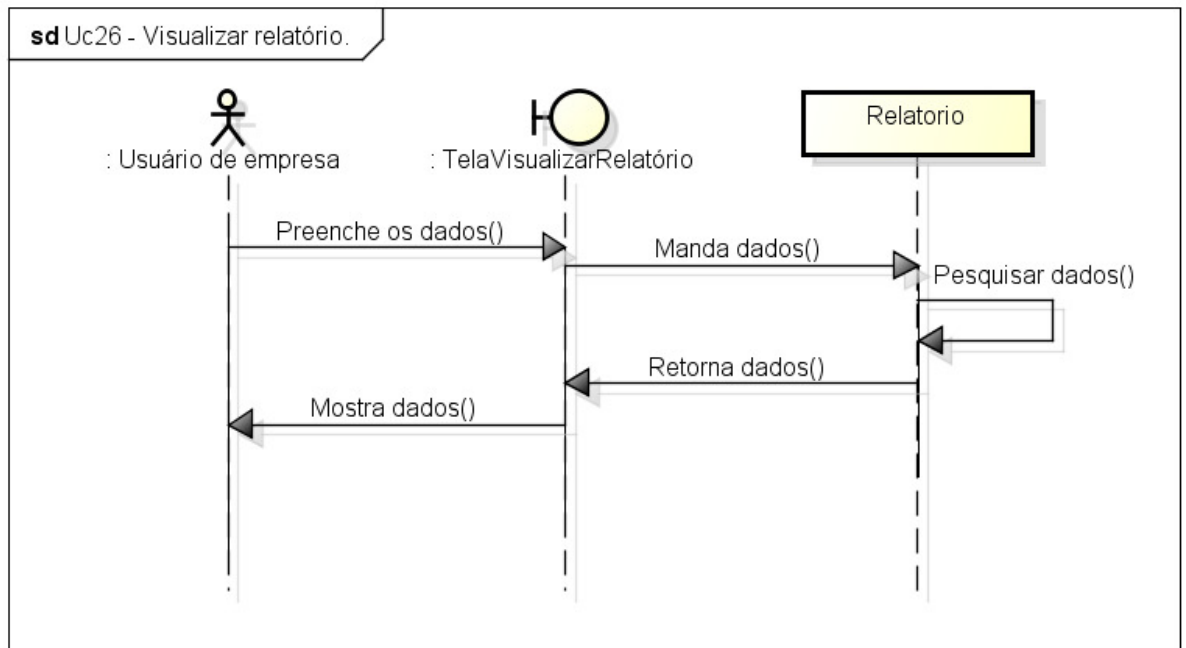 sd Uc26 - Visualizar relatório.
: Usuário de empresa
: TelaVisualizarRelatório
Relatorio
Preenche os dados()
Manda dados()
Pesquisar dados()
Retorna dados()
Mostra dados()